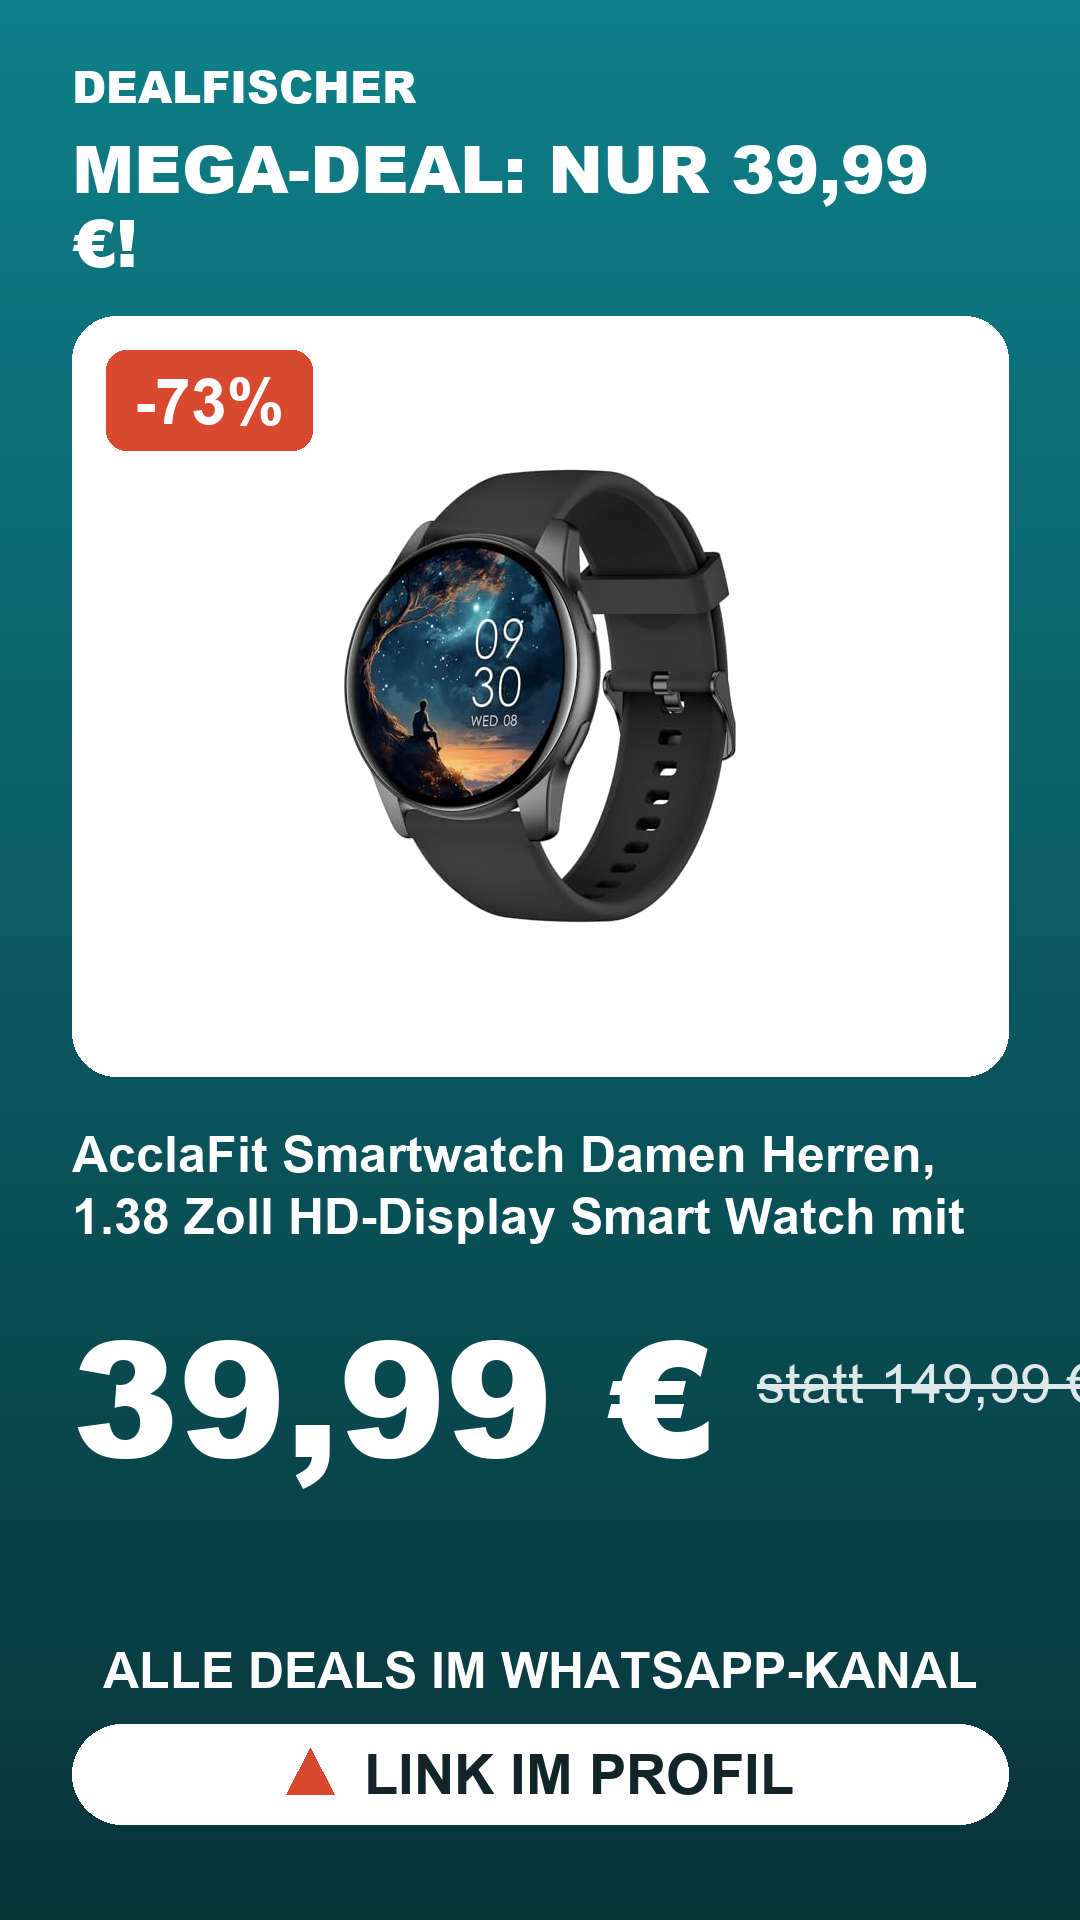 DEALFISCHER
MEGA-DEAL: NUR 39,99
€!
-73%
09
30
WED 08
AcclaFit Smartwatch Damen Herren,
1.38 Zoll HD-Display Smart Watch mit
39,99 € statt 149,99 €
ALLE DEALS IM WHATSAPP-KANAL
LINK IM PROFIL